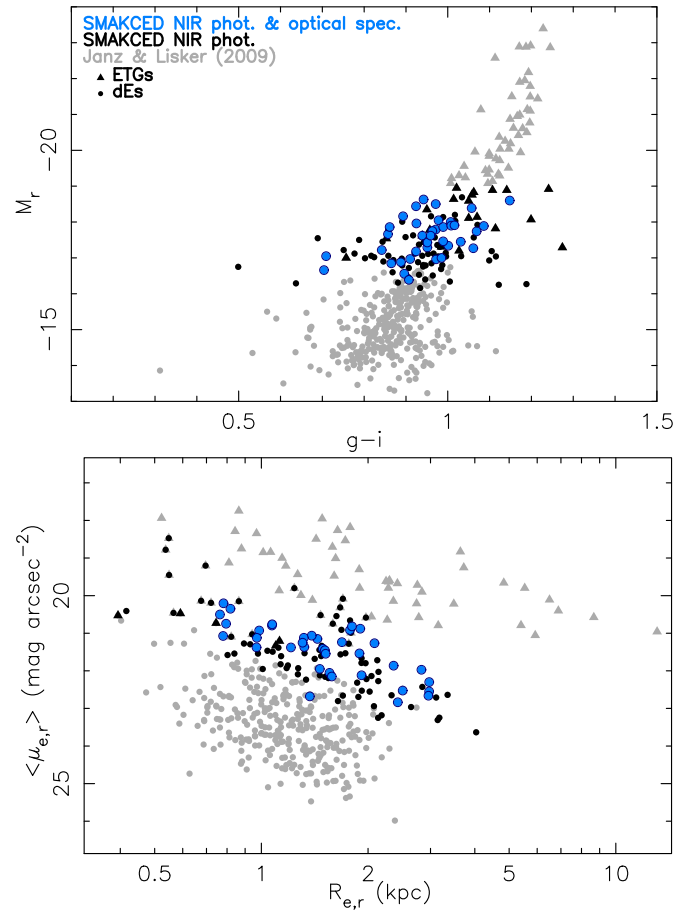 SMAKCED NIR phot. & optical spec.
SMAKCED NIR phot.
Janz & Lisker (2009)
ETGs
dEs
−20
−15
M_r
0.5 1 1.5
g−i
20
25
<μ_e,r> (mag arcsec^−2)
0.5 1 2 5 10
R_e,r (kpc)